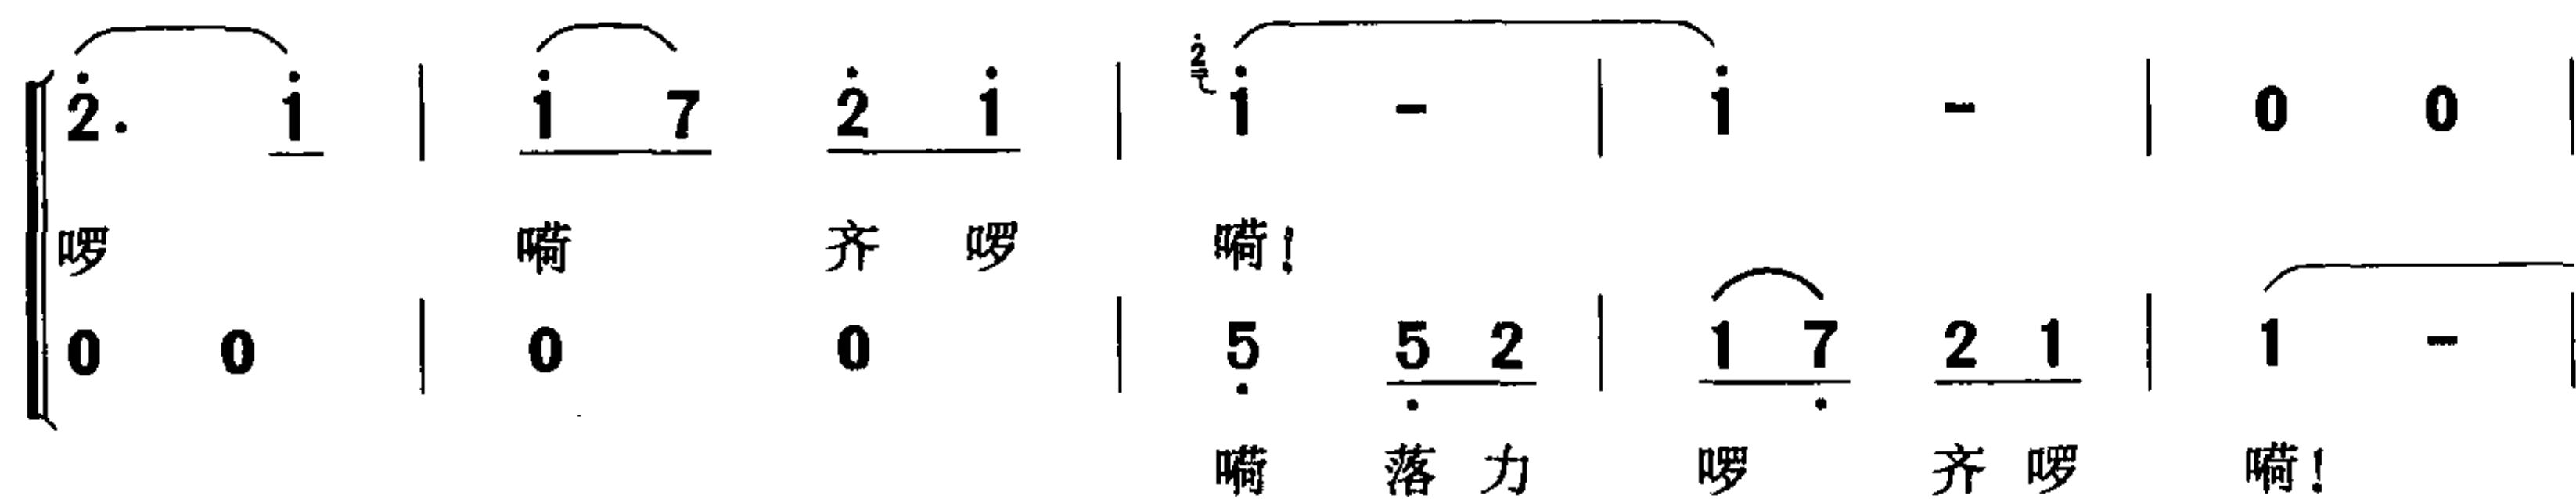 2̇. 1̇ | 1̇ 7 2̇ 1̇ | 2̇ 1̇ - | 1̇ - | 0 0 |
啰 嗬 齐 啰 嗬!
0 0 | 0 0 | 5̣ 5̣ 2 | 1 7̣ 2 1 | 1 - |
嗬 落 力 啰 齐 啰 嗬!